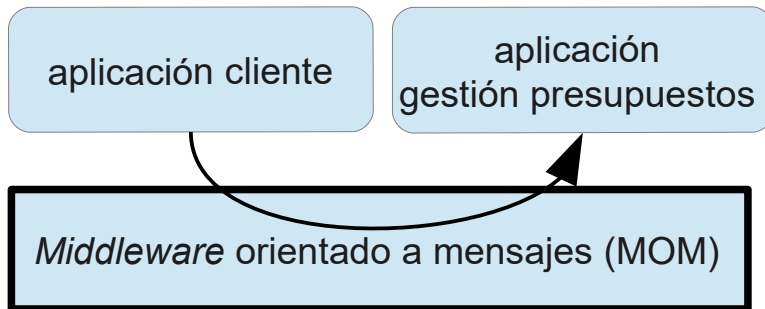 aplicación cliente
aplicación
gestión presupuestos
Middleware orientado a mensajes (MOM)